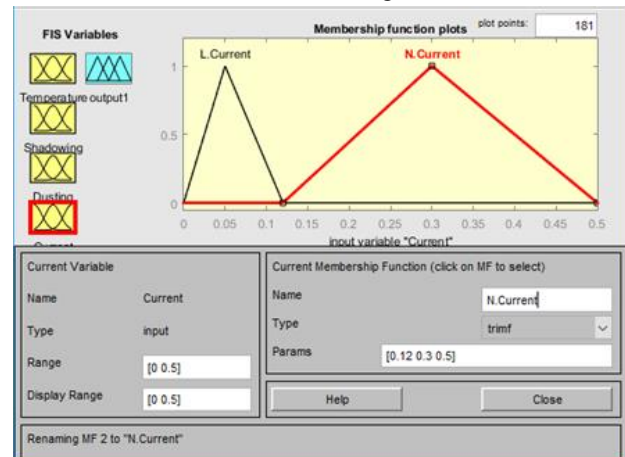 FIS Variables
Membership function plots
plot points:
181
Temperature output1
Shadowing
Dusting
Current
L.Current
N.Current
1
0.5
0
0 0.05 0.1 0.15 0.2 0.25 0.3 0.35 0.4 0.45 0.5
input variable "Current"
Current Variable
Name Current
Type input
Range [0 0.5]
Display Range [0 0.5]
Current Membership Function (click on MF to select)
Name N.Current
Type trimf
Params [0.12 0.3 0.5]
Help
Close
Renaming MF 2 to "N.Current"